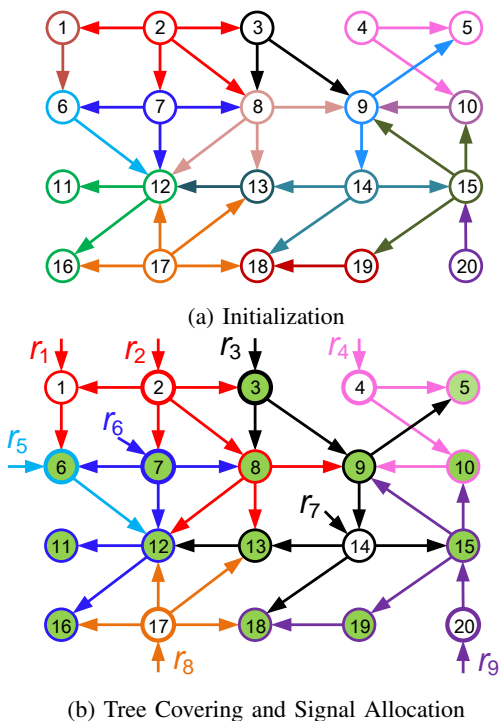 1 2 3 4 5
6 7 8 9 10
11 12 13 14 15
16 17 18 19 20
(a) Initialization
r1 r2 r3 r4
1 2 3 4 5
r5 r6
6 7 8 9 10
r7
11 12 13 14 15
16 17 18 19 20
r8 r9
(b) Tree Covering and Signal Allocation